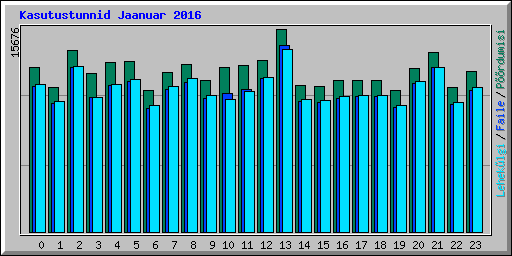 Kasutustunnid Jaanuar 2016
15676
0 1 2 3 4 5 6 7 8 9 10 11 12 13 14 15 16 17 18 19 20 21 22 23
Lehekülgi / Faile / Pöördumisi